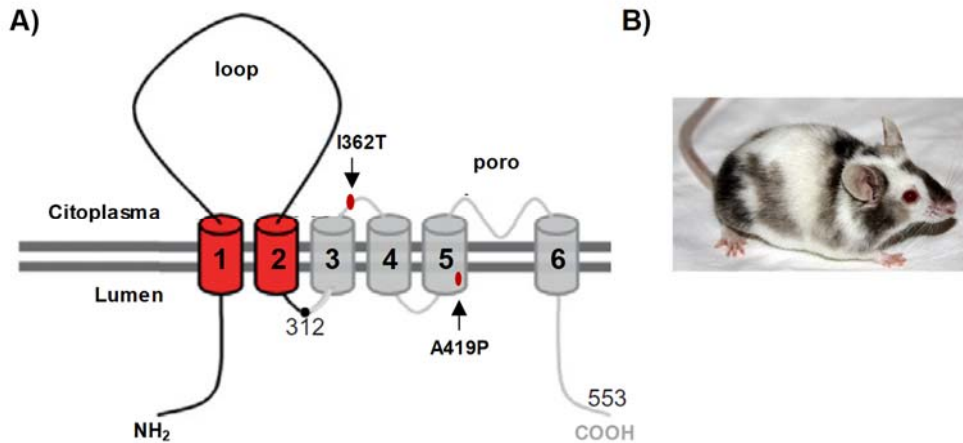 A)
B)
loop
I362T
poro
Citoplasma
1 2 3 4 5 6
Lumen
312
A419P
553
NH2
COOH